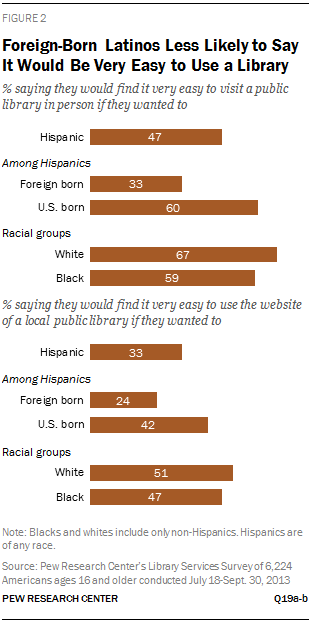 FIGURE 2
Foreign-Born Latinos Less Likely to Say
It Would Be Very Easy to Use a Library
% saying they would find it very easy to visit a public
library in person if they wanted to
Hispanic 47
Among Hispanics
Foreign born 33
U.S. born 60
Racial groups
White 67
Black 59
% saying they would find it very easy to use the website
of a local public library if they wanted to
Hispanic 33
Among Hispanics
Foreign born 24
U.S. born 42
Racial groups
White 51
Black 47
Note: Blacks and whites include only non-Hispanics. Hispanics are
of any race.
Source: Pew Research Center's Library Services Survey of 6,224
Americans ages 16 and older conducted July 18-Sept. 30, 2013
PEW RESEARCH CENTER Q19a-b